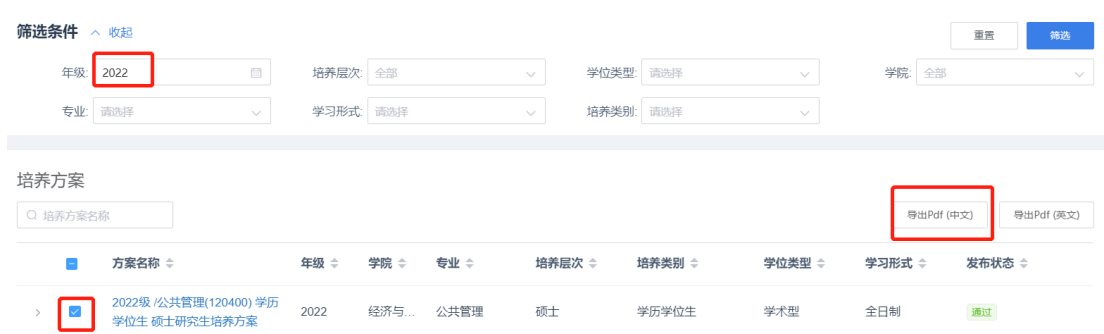 筛选条件 收起 重置 筛选
年级: 2022 培养层次: 全部 学位类型: 请选择 学院: 全部
专业: 请选择 学习形式: 请选择 培养类别: 请选择
培养方案
培养方案名称 导出Pdf (中文) 导出Pdf (英文)
方案名称 年级 学院 专业 培养层次 培养类别 学位类型 学习形式 发布状态
2022级 /公共管理(120400) 学历
学位生 硕士研究生培养方案 2022 经济与... 公共管理 硕士 学历学位生 学术型 全日制 通过